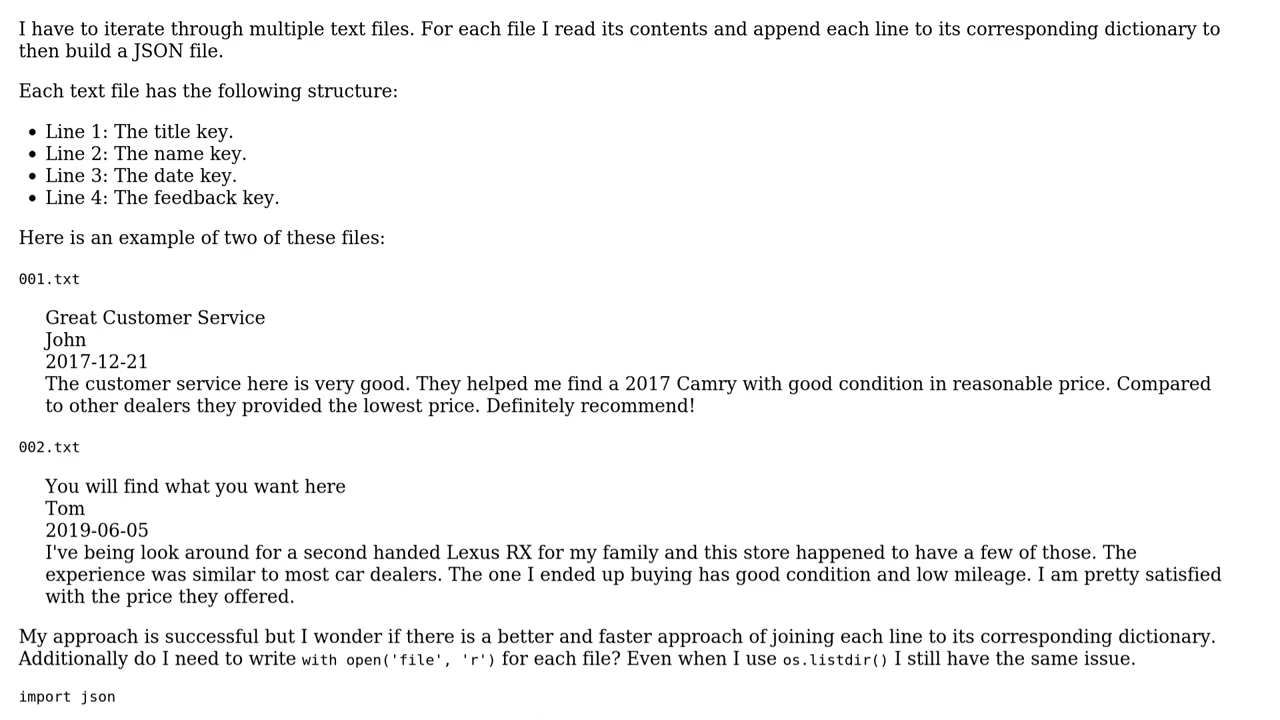 I have to iterate through multiple text files. For each file I read its contents and append each line to its corresponding dictionary to
then build a JSON file.
Each text file has the following structure:
• Line 1: The title key.
• Line 2: The name key.
• Line 3: The date key.
• Line 4: The feedback key.
Here is an example of two of these files:
001.txt
Great Customer Service
John
2017-12-21
The customer service here is very good. They helped me find a 2017 Camry with good condition in reasonable price. Compared
to other dealers they provided the lowest price. Definitely recommend!
002.txt
You will find what you want here
Tom
2019-06-05
I've being look around for a second handed Lexus RX for my family and this store happened to have a few of those. The
experience was similar to most car dealers. The one I ended up buying has good condition and low mileage. I am pretty satisfied
with the price they offered.
My approach is successful but I wonder if there is a better and faster approach of joining each line to its corresponding dictionary.
Additionally do I need to write with open('file', 'r') for each file? Even when I use os.listdir() I still have the same issue.
import json